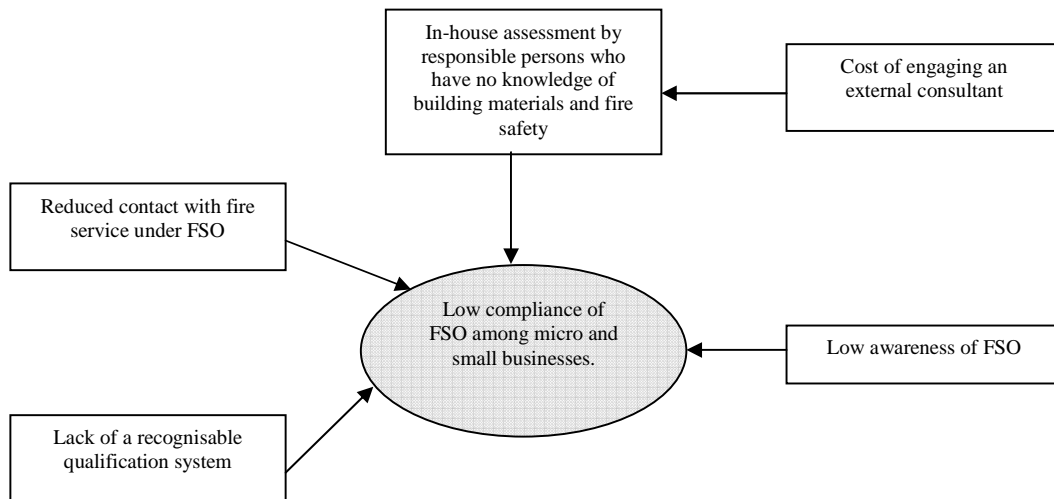 In-house assessment by
responsible persons who
have no knowledge of
building materials and fire
safety
Cost of engaging an
external consultant
Reduced contact with fire
service under FSO
Low compliance of
FSO among micro and
small businesses.
Low awareness of FSO
Lack of a recognisable
qualification system